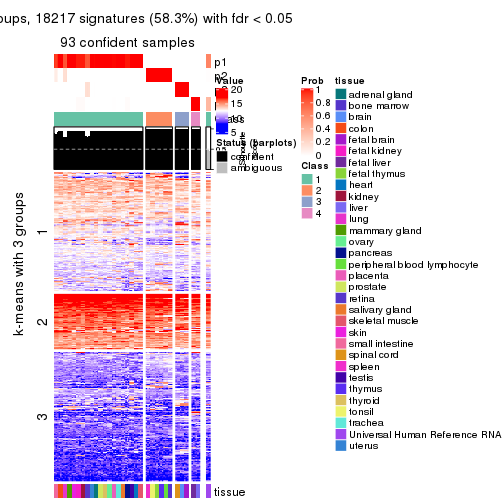 oups, 18217 signatures (58.3%) with fdr < 0.05
93 confident samples
p1
p2
Value
20
15
10
5
Status (barplots)
confident
ambiguous
Prob
1
0.8
0.6
0.4
0.2
0
Class
1
2
3
4
tissue
adrenal gland
bone marrow
brain
colon
fetal brain
fetal kidney
fetal liver
fetal thymus
heart
kidney
liver
lung
mammary gland
ovary
pancreas
peripheral blood lymphocyte
placenta
prostate
retina
salivary gland
skeletal muscle
skin
small intestine
spinal cord
spleen
testis
thymus
thyroid
tonsil
trachea
Universal Human Reference RNA
uterus
k-means with 3 groups
1
2
3
tissue